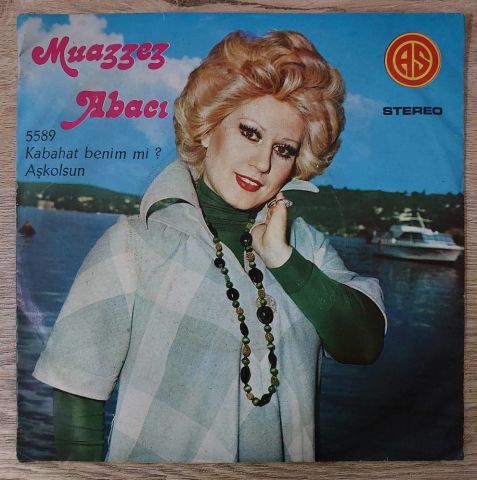 Muazzez
Abacı
AS
STEREO
5589
Kabahat benim mi ?
Aşkolsun